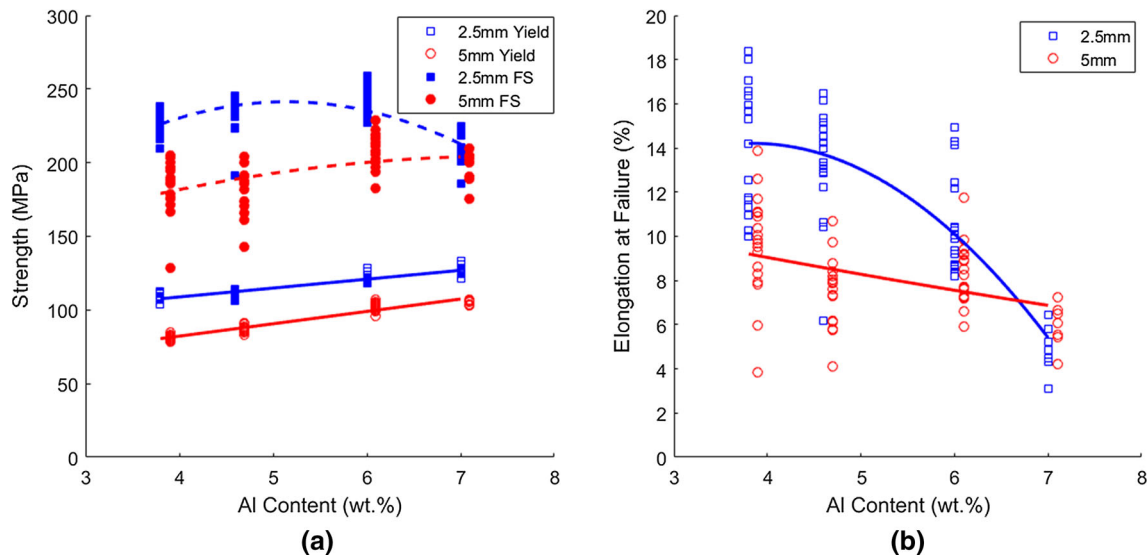 300
250
200
150
100
50
0
3 4 5 6 7 8
Strength (MPa)
Al Content (wt.%)
2.5mm Yield
5mm Yield
2.5mm FS
5mm FS
(a)
20
18
16
14
12
10
8
6
4
2
0
3 4 5 6 7 8
Elongation at Failure (%)
Al Content (wt.%)
2.5mm
5mm
(b)